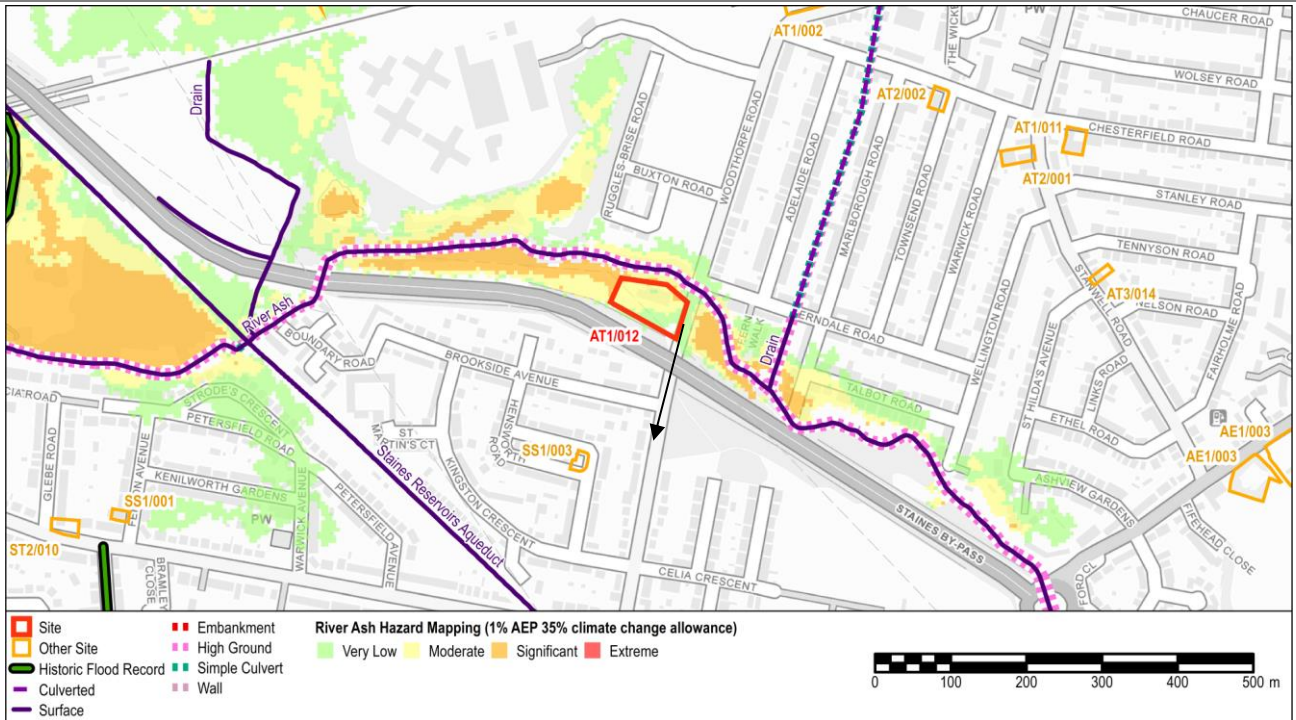 CHAUCER ROAD
PW
AT1/002
THE WICKE
WOLSEY ROAD
Drain
AT2/002
AT1/011
CHESTERFIELD ROAD
AT2/001
RUGGLES-BRISE ROAD
WOODTHORPE ROAD
BUXTON ROAD
ADELAIDE ROAD
MARLBOROUGH ROAD
TOWNSEND ROAD
WARWICK ROAD
STANLEY ROAD
TENNYSON ROAD
STANWELL ROAD
AT3/014
NELSON ROAD
FAIRHOLME ROAD
River Ash
AT1/012
FERN WALK
ERNDALE ROAD
Drain
WELLINGTON ROAD
ST HILDA'S AVENUE
LINKS ROAD
BOUNDARY ROAD
BROOKSIDE AVENUE
TALBOT ROAD
ETHEL ROAD
STRODE'S CRESCENT
PETERSFIELD ROAD
HENSWORTH
ROAD
ST
MARTIN'S CT
SS1/003
AE1/003
AE1/003
GLEBE ROAD
KENILWORTH GARDENS
KINGSTON CRESCENT
Staines Reservoirs Aqueduct
ASHVIEW GARDENS
SS1/001
PW
WARWICK AVENUE
PETERSFIELD AVENUE
STAINES BY-PASS
FIFEHEAD CLOSE
ST2/010
BRAMLEY
CLOSE
CELIA CRESCENT
FORD CL
Site
Other Site
Historic Flood Record
Culverted
Surface
Embankment
High Ground
Simple Culvert
Wall
River Ash Hazard Mapping (1% AEP 35% climate change allowance)
Very Low Moderate Significant Extreme
0 100 200 300 400 500 m